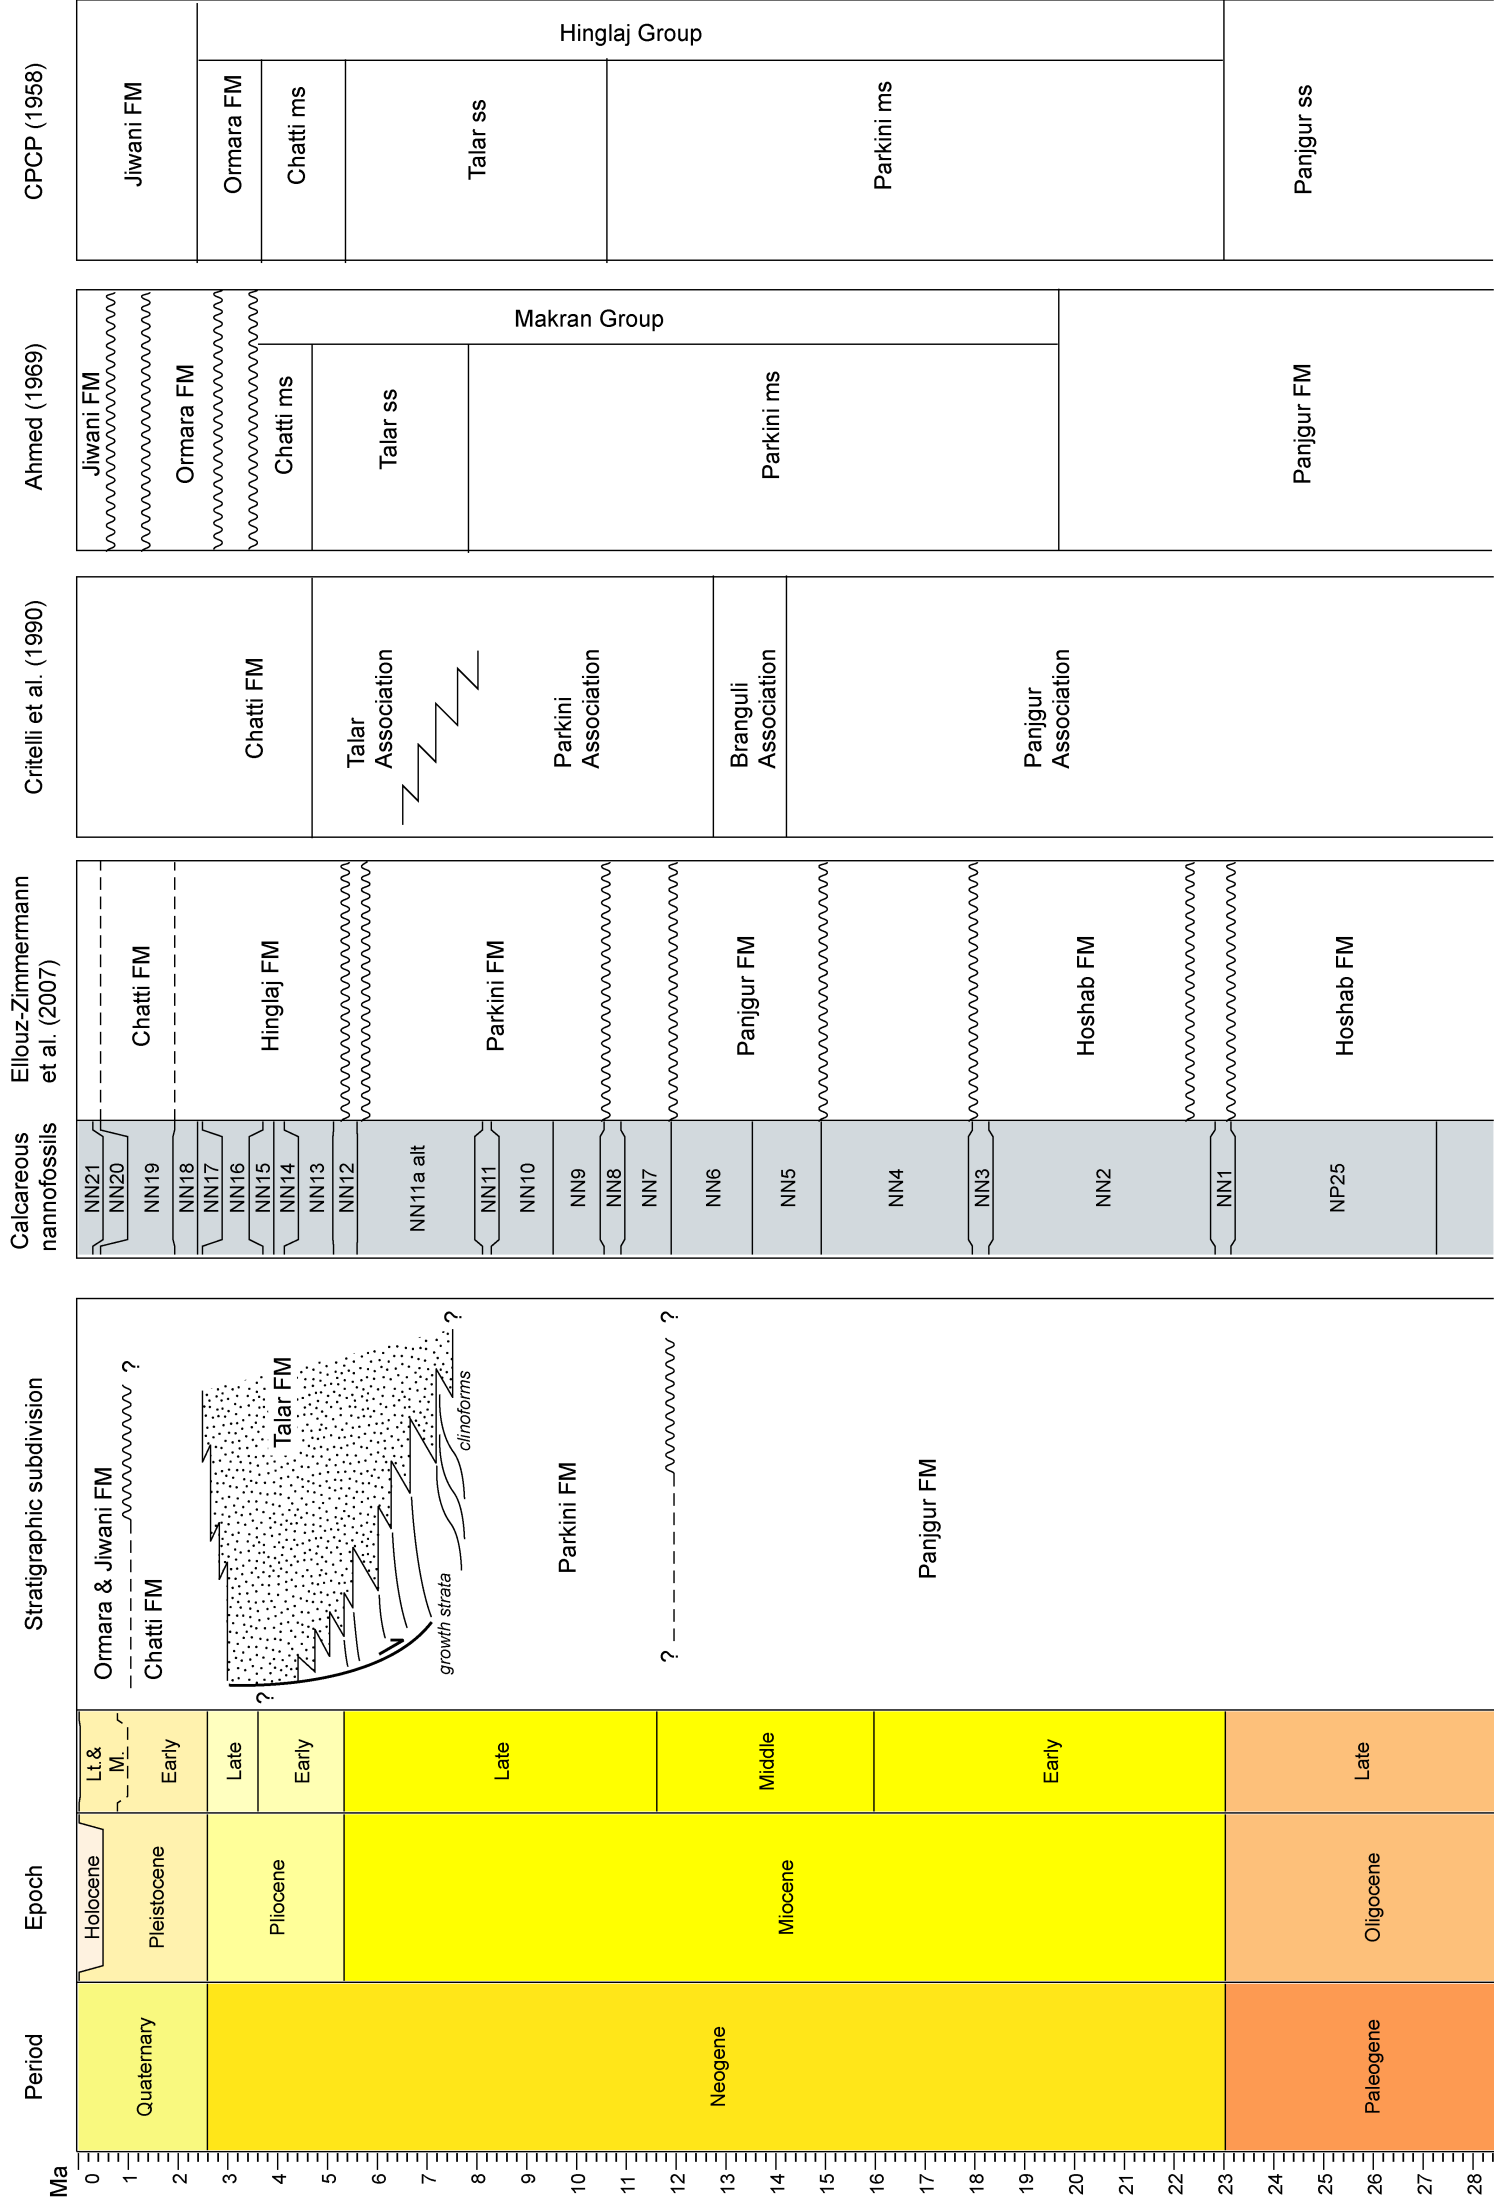 Ma
0
1
2
3
4
5
6
7
8
9
10
11
12
13
14
15
16
17
18
19
20
21
22
23
24
25
26
27
28
Period
Quaternary
Neogene
Paleogene
Epoch
Holocene
Pleistocene
Pliocene
Miocene
Oligocene
Lt.&
M.
Early
Late
Early
Late
Middle
Early
Late
Stratigraphic subdivision
Ormara & Jiwani FM
?
Chatti FM
?
Talar FM
?
clinoforms
growth strata
Parkini FM
?
?
Panjgur FM
Calcareous
nannofossils
NN21
NN20
NN19
NN18
NN17
NN16
NN15
NN14
NN13
NN12
NN11a alt
NN11
NN10
NN9
NN8
NN7
NN6
NN5
NN4
NN3
NN2
NN1
NP25
Ellouz-Zimmermann
et al. (2007)
Chatti FM
Hinglaj FM
Parkini FM
Panjgur FM
Hoshab FM
Hoshab FM
Critelli et al. (1990)
Chatti FM
Talar
Association
Parkini
Association
Branguli
Association
Panjgur
Association
Ahmed (1969)
Jiwani FM
Ormara FM
Makran Group
Chatti ms
Talar ss
Parkini ms
Panjgur FM
CPCP (1958)
Jiwani FM
Hinglaj Group
Ormara FM
Chatti ms
Talar ss
Parkini ms
Panjgur ss